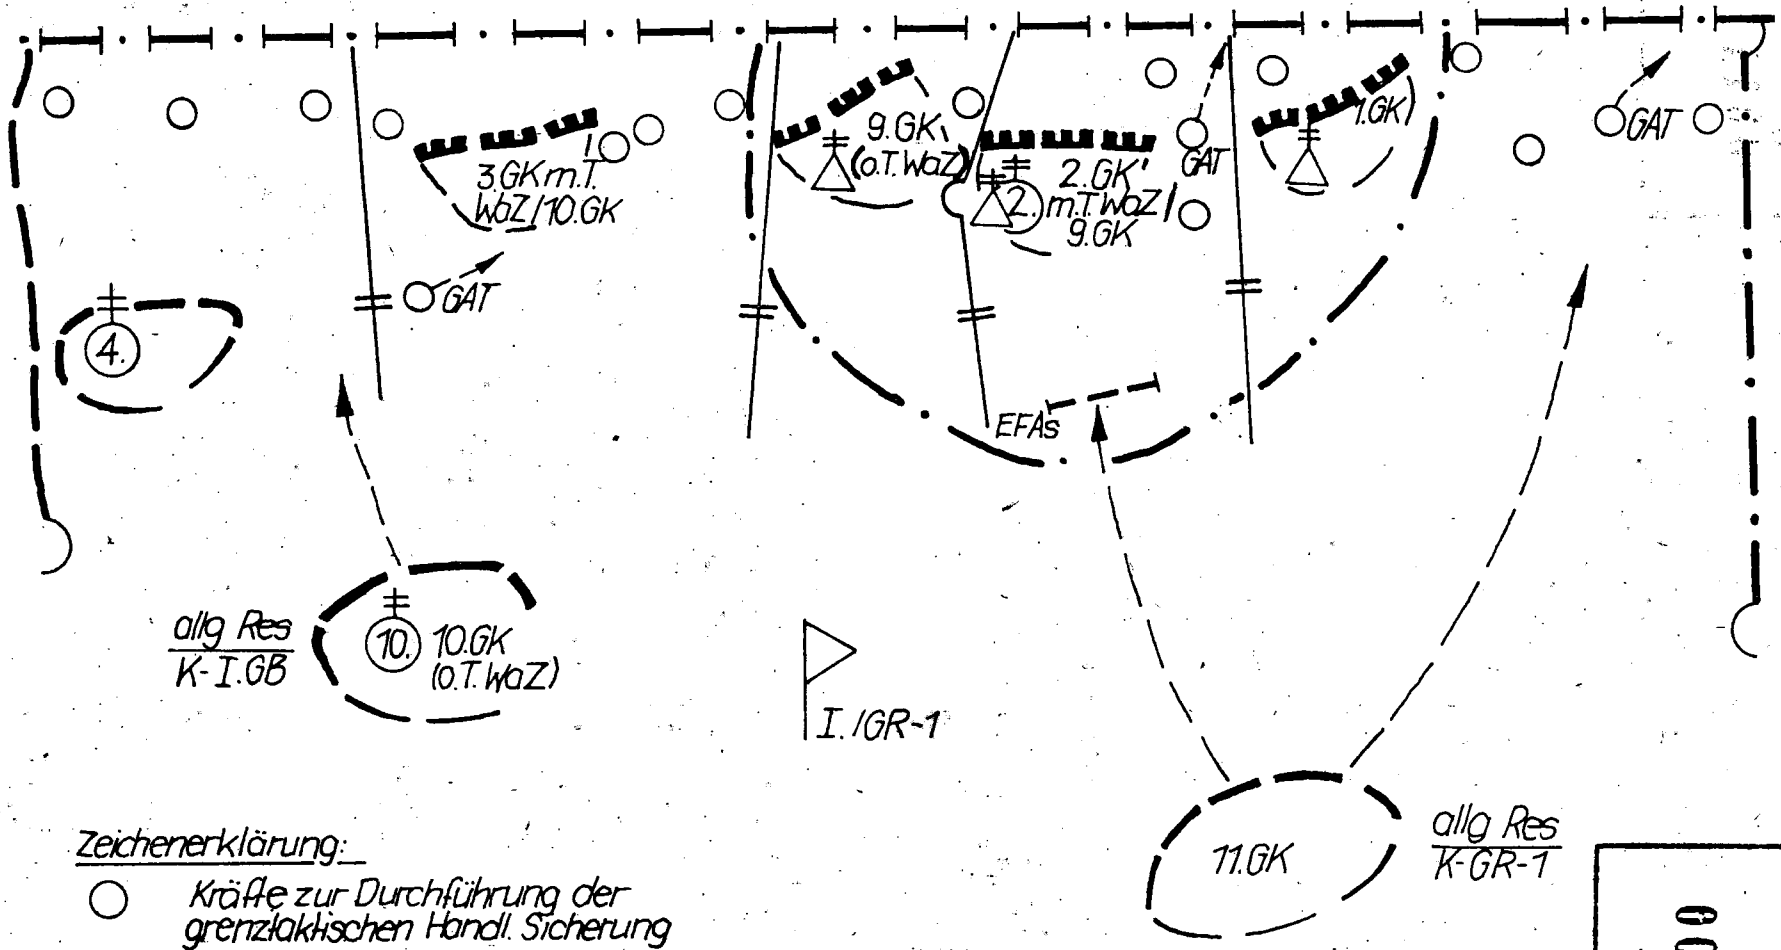 9.GK
(o.T.WaZ)
1.GK)
GAT
3.GK m.T.
WaZ/10.GK
GAT
2.
2.GK
m.T.WaZ/
9.GK
GAT
4.
EFAs
allg Res
K-I.GB
10.
10.GK
(o.T.WaZ)
I./GR-1
11.GK
allg Res
K-GR-1
Zeichenerklärung:
Kräfte zur Durchführung der
grenztaktischen Handl. Sicherung